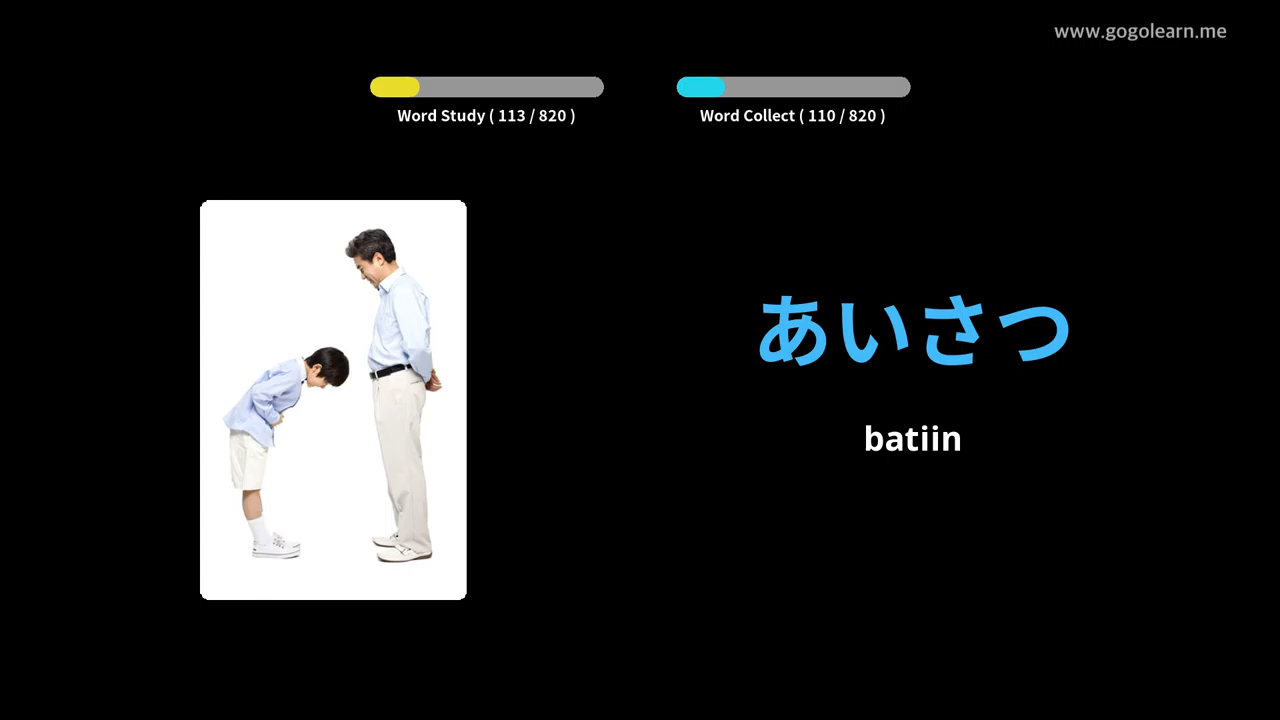 www.gogolearn.me
Word Study ( 113 / 820 )
Word Collect ( 110 / 820 )
あいさつ
batiin